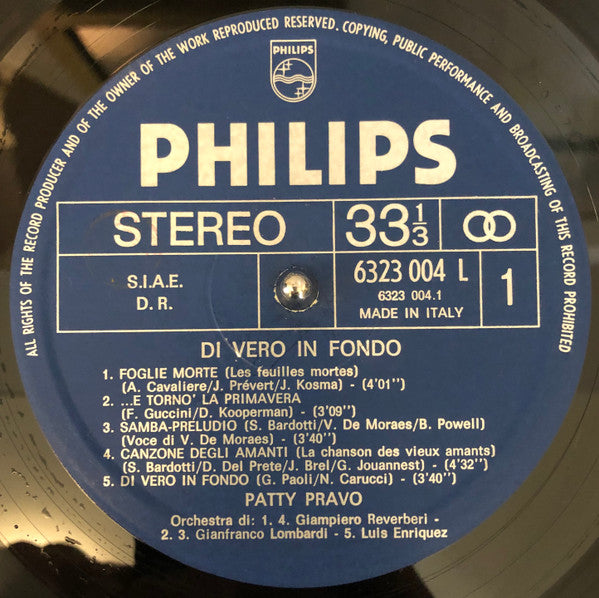 ALL RIGHTS OF THE RECORD PRODUCER AND OF THE OWNER OF THE WORK REPRODUCED RESERVED. COPYING, PUBLIC PERFORMANCE AND BROADCASTING OF THIS RECORD PROHIBITED
PHILIPS
PHILIPS
STEREO
33 1/3
S.I.A.E.
D. R.
6323 004 L
6323 004.1
MADE IN ITALY
1
DI VERO IN FONDO
1. FOGLIE MORTE (Les feuilles mortes)
(A. Cavaliere/J. Prévert/J. Kosma) - (4'01")
2. ...E TORNO' LA PRIMAVERA
(F. Guccini/D. Kooperman) - (3'09")
3. SAMBA-PRELUDIO (S. Bardotti/V. De Moraes/B. Powell)
(Voce di V. De Moraes) - (3'40")
4. CANZONE DEGLI AMANTI (La chanson des vieux amants)
(S. Bardotti/D. Del Prete/J. Brel/G. Jouannest) - (4'32")
5. DI VERO IN FONDO (G. Paoli/N. Carucci) - (3'40")
PATTY PRAVO
Orchestra di: 1. 4. Giampiero Reverberi -
2. 3. Gianfranco Lombardi - 5. Luis Enriquez